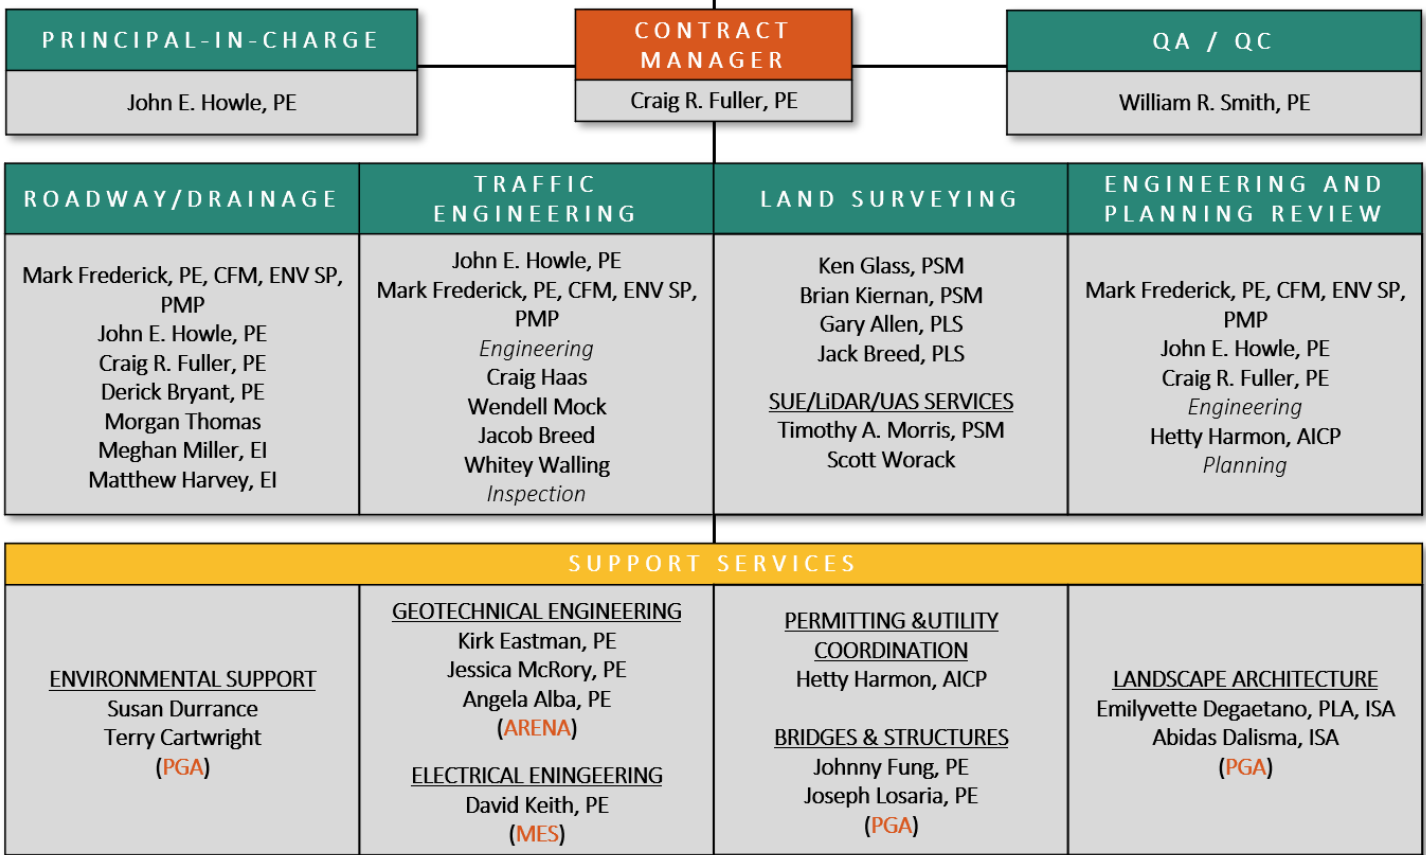 PRINCIPAL-IN-CHARGE
John E. Howle, PE
CONTRACT
MANAGER
Craig R. Fuller, PE
QA / QC
William R. Smith, PE
ROADWAY/DRAINAGE
Mark Frederick, PE, CFM, ENV SP,
PMP
John E. Howle, PE
Craig R. Fuller, PE
Derick Bryant, PE
Morgan Thomas
Meghan Miller, EI
Matthew Harvey, EI
TRAFFIC
ENGINEERING
John E. Howle, PE
Mark Frederick, PE, CFM, ENV SP,
PMP
Engineering
Craig Haas
Wendell Mock
Jacob Breed
Whitey Walling
Inspection
LAND SURVEYING
Ken Glass, PSM
Brian Kiernan, PSM
Gary Allen, PLS
Jack Breed, PLS
SUE/LiDAR/UAS SERVICES
Timothy A. Morris, PSM
Scott Worack
ENGINEERING AND
PLANNING REVIEW
Mark Frederick, PE, CFM, ENV SP,
PMP
John E. Howle, PE
Craig R. Fuller, PE
Engineering
Hetty Harmon, AICP
Planning
SUPPORT SERVICES
ENVIRONMENTAL SUPPORT
Susan Durrance
Terry Cartwright
(PGA)
GEOTECHNICAL ENGINEERING
Kirk Eastman, PE
Jessica McRory, PE
Angela Alba, PE
(ARENA)
ELECTRICAL ENINGEERING
David Keith, PE
(MES)
PERMITTING &UTILITY
COORDINATION
Hetty Harmon, AICP
BRIDGES & STRUCTURES
Johnny Fung, PE
Joseph Losaria, PE
(PGA)
LANDSCAPE ARCHITECTURE
Emilyvette Degaetano, PLA, ISA
Abidas Dalisma, ISA
(PGA)